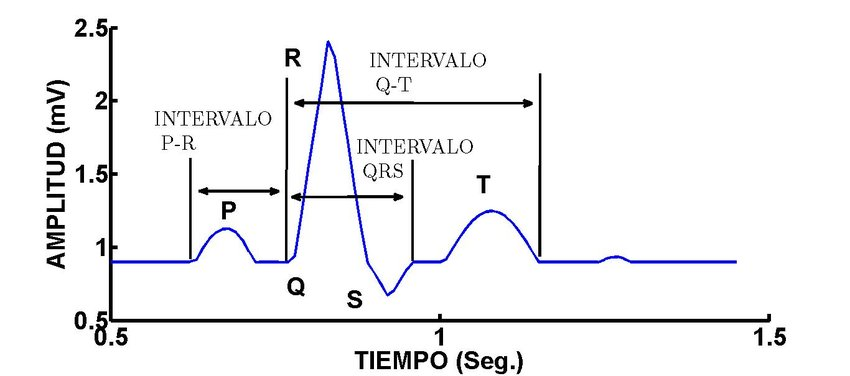 2.5
2
1.5
1
0.5
0.5
1
1.5
AMPLITUD (mV)
TIEMPO (Seg.)
INTERVALO
P-R
P
R
INTERVALO
Q-T
INTERVALO
QRS
T
Q
S